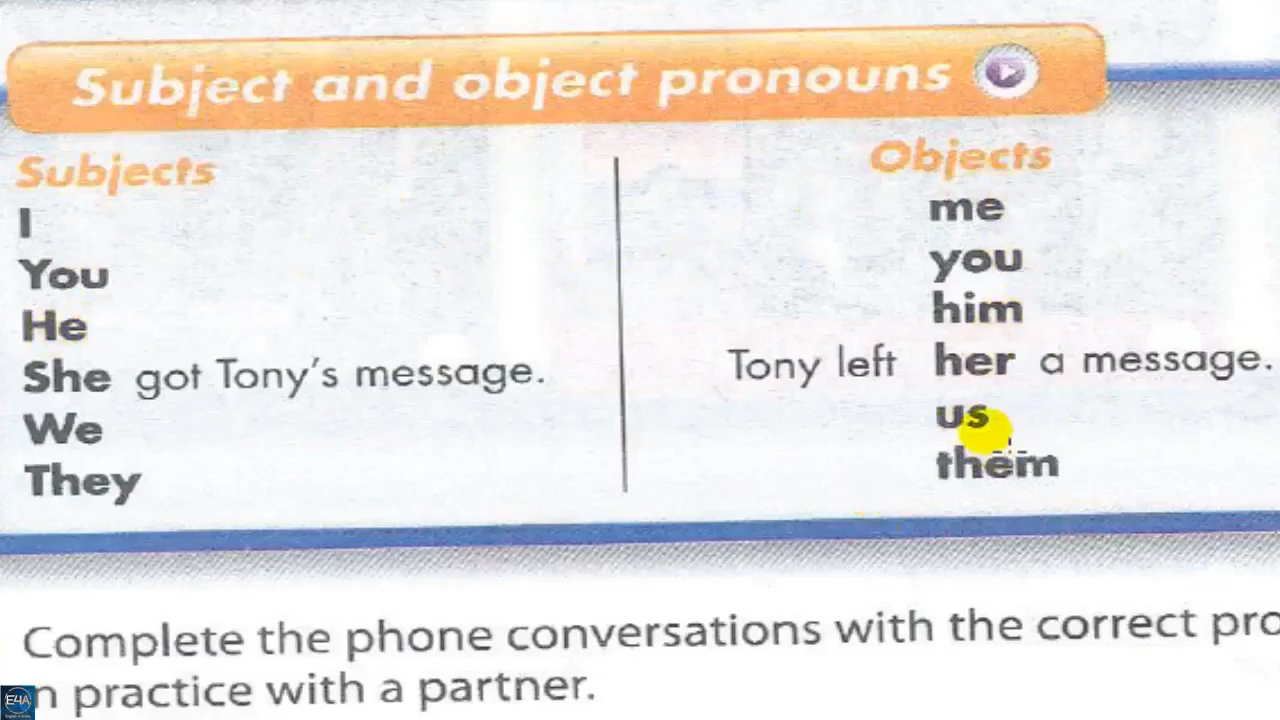 Subject and object pronouns
Subjects
I
You
He
She got Tony's message.
We
They
Objects
me
you
him
Tony left her a message.
us
them
Complete the phone conversations with the correct
practice with a partner.
E4A